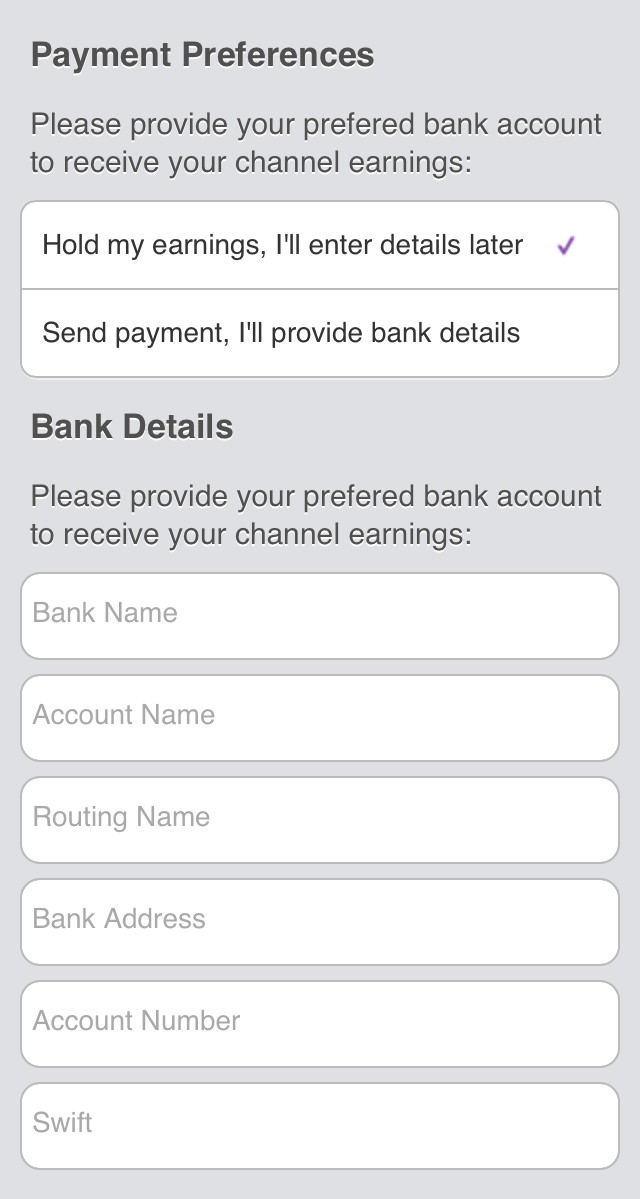 Payment Preferences
Please provide your prefered bank account
to receive your channel earnings:
Hold my earnings, I'll enter details later
Send payment, I'll provide bank details
Bank Details
Please provide your prefered bank account
to receive your channel earnings:
Bank Name
Account Name
Routing Name
Bank Address
Account Number
Swift